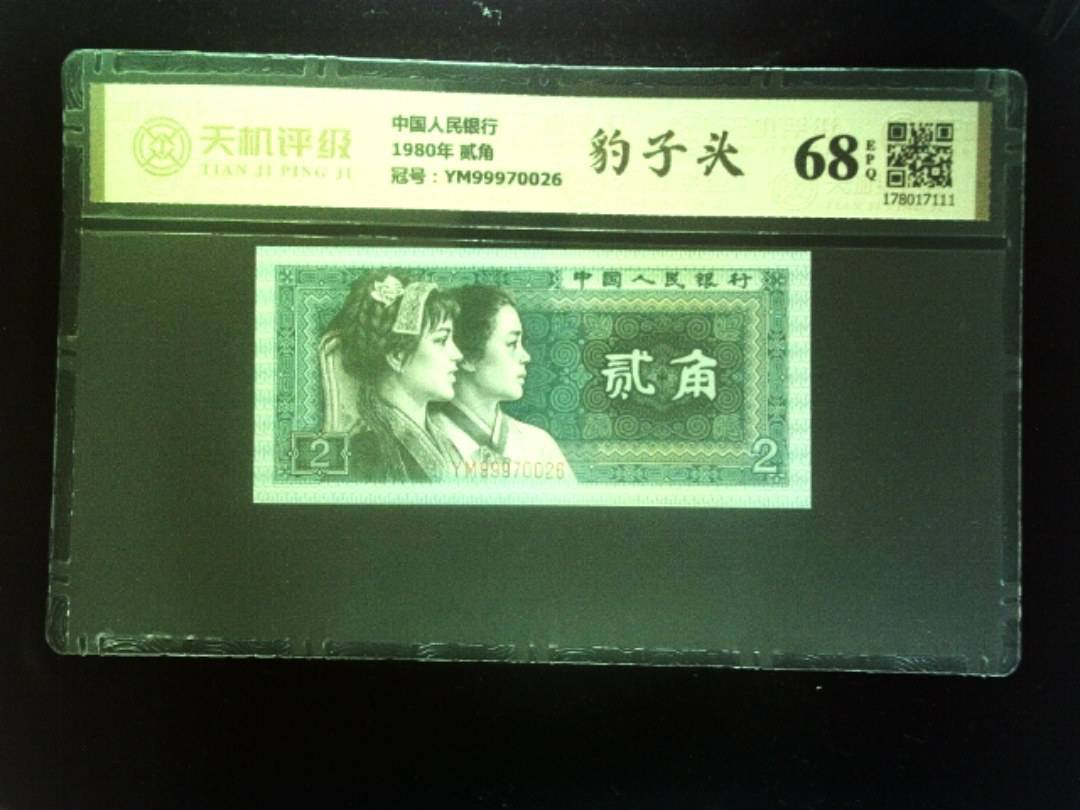 天机评级
TIAN JI PING JI
中国人民银行
1980年 贰角
冠号：YM99970026
豹子头
68
EPQ
178017111
中国人民银行
贰角
2
YM99970026
2